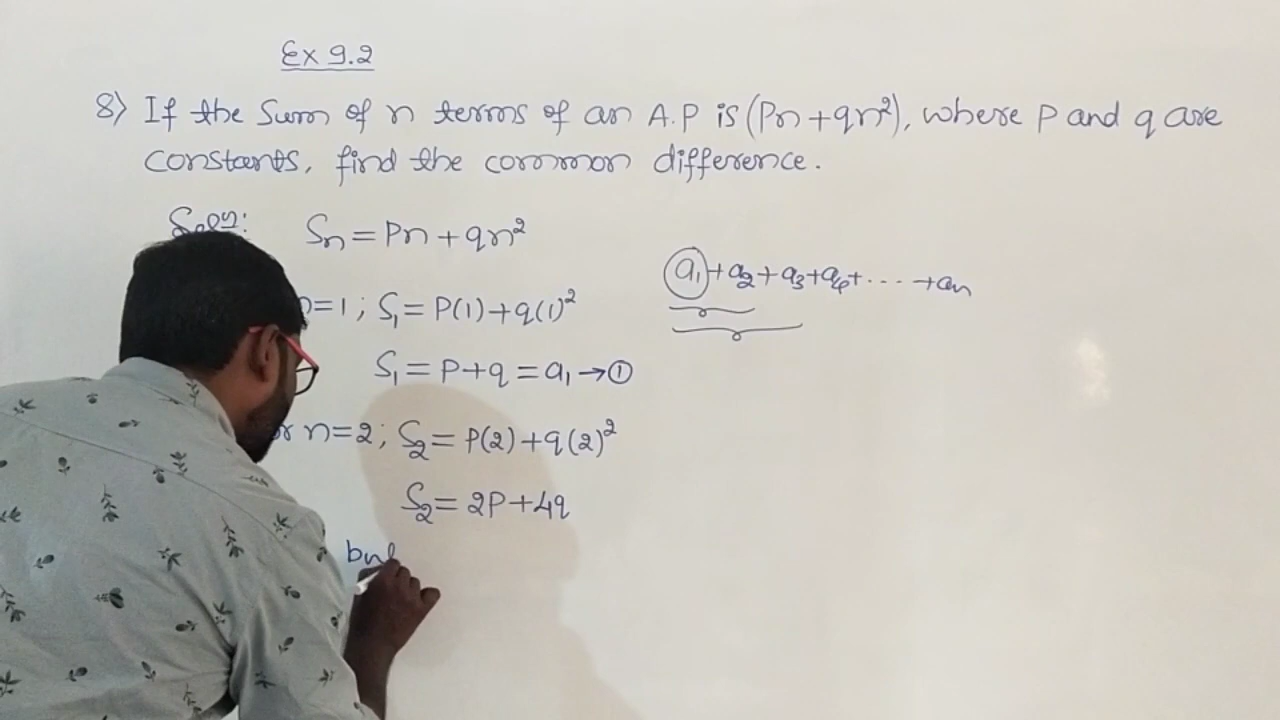 Ex 9.2
8) If the Sum of n terms of an A.P is (Pn+qn²), where P and q are
constants, find the common difference.
Soln:
Sn = Pn + qn²
a₁+a₂+a₃+a₄+....+an
n=1; S₁ = P(1)+q(1)²
S₁ = P+q = a₁ → ①
n=2; S₂ = P(2)+q(2)²
S₂ = 2P+4q